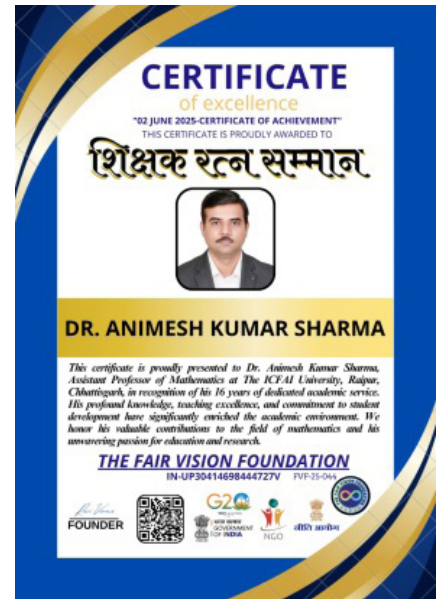 CERTIFICATE
of excellence
"02 JUNE 2025-CERTIFICATE OF ACHIEVEMENT"
THIS CERTIFICATE IS PROUDLY AWARDED TO
शिक्षक रत्न सम्मान
DR. ANIMESH KUMAR SHARMA
This certificate is proudly presented to Dr. Animesh Kumar Sharma,
Assistant Professor of Mathematics at The ICFAI University, Raipur,
Chhattisgarh, in recognition of his 16 years of dedicated academic service.
His profound knowledge, teaching excellence, and commitment to student
development have significantly enriched the academic environment. We
honor his valuable contributions to the field of mathematics and his
unwavering passion for education and research.
THE FAIR VISION FOUNDATION
IN-UP30414698444727V FVF-25-044
FOUNDER
G20
भारत सरकार
GOVERNMENT
OF INDIA
NGO
नीति आयोग